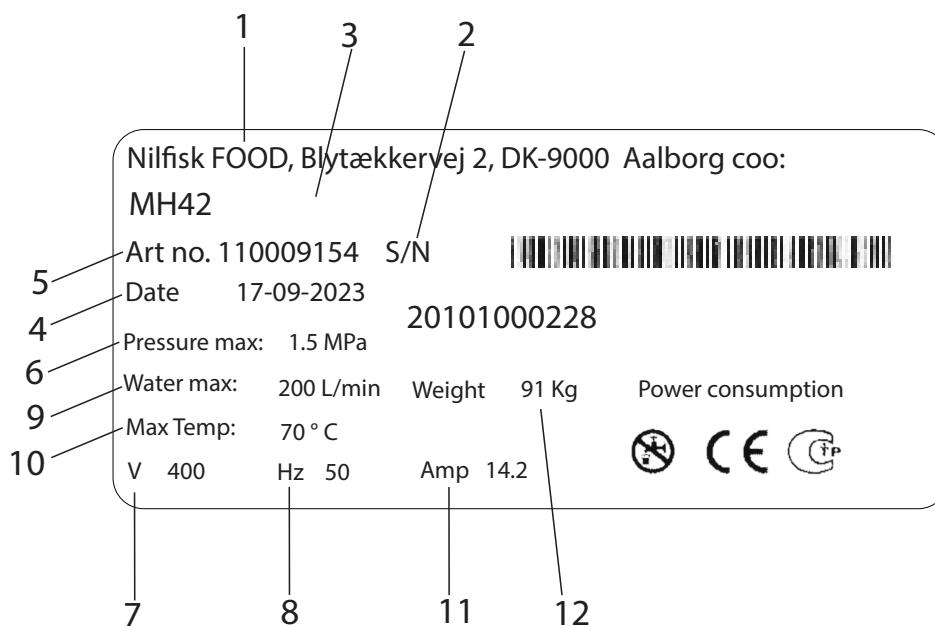 1
3
2
Nilfisk FOOD, Blytækkervej 2, DK-9000 Aalborg coo:
MH42
5
Art no. 110009154 S/N
4
Date 17-09-2023
20101000228
6
Pressure max: 1.5 MPa
9
Water max: 200 L/min Weight 91 Kg Power consumption
10
Max Temp: 70 ° C
V 400 Hz 50 Amp 14.2
CE
7
8
11
12